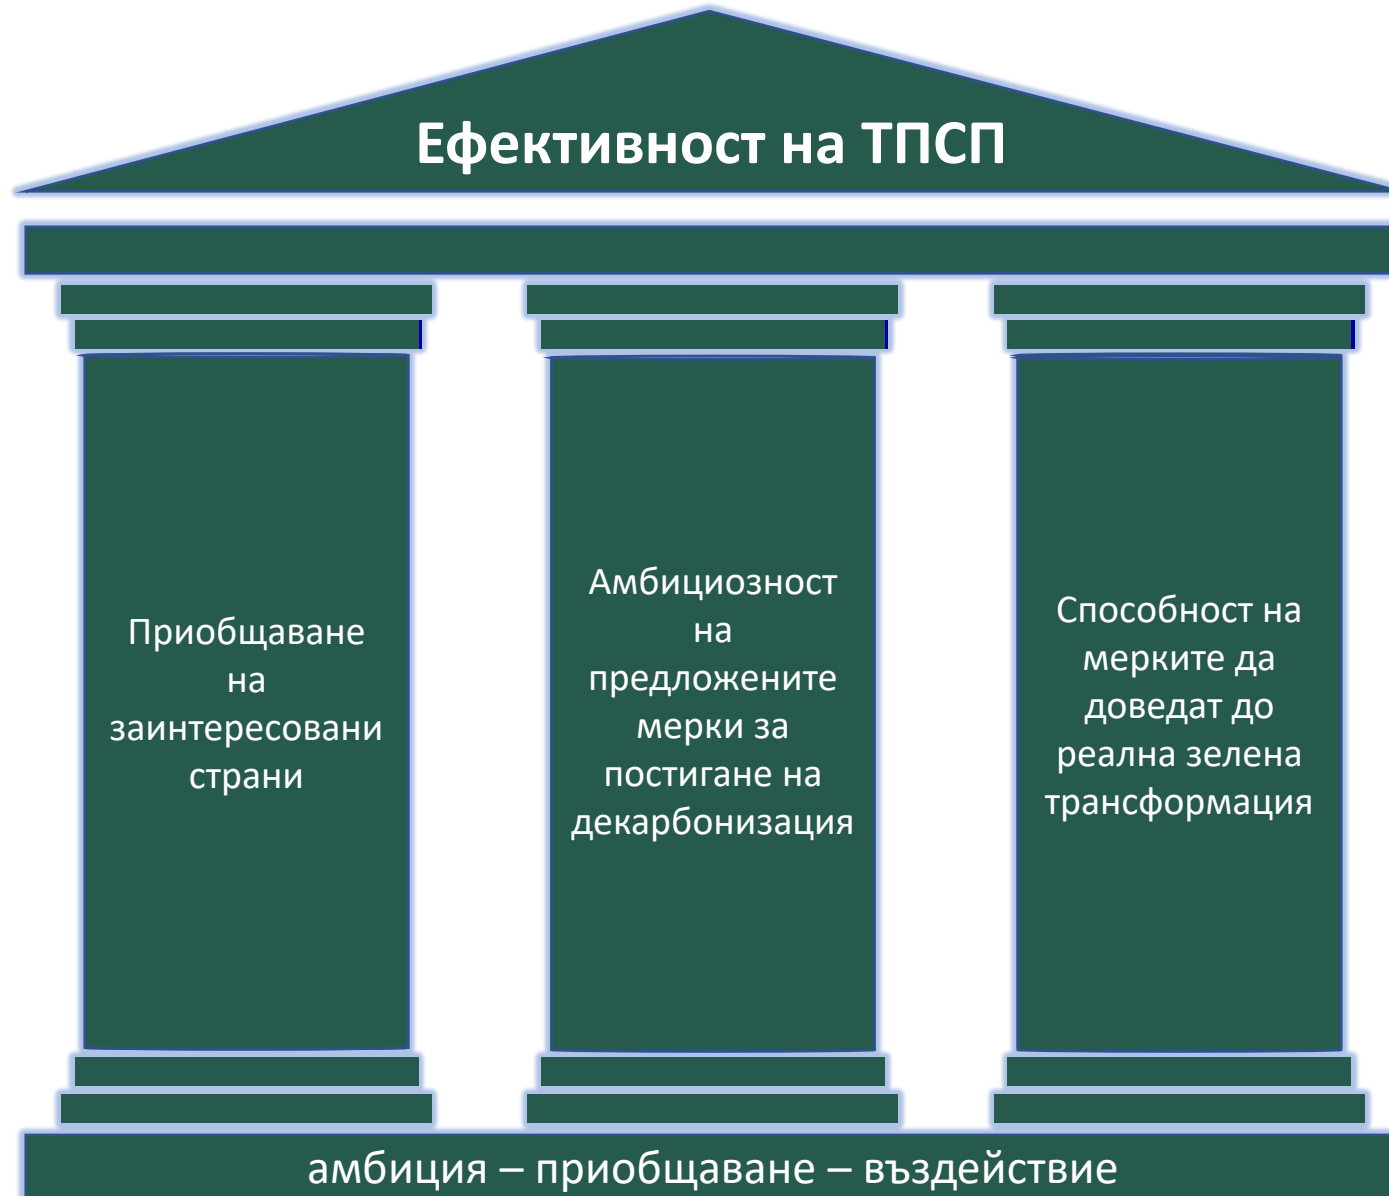 Ефективност на ТПСП
Приобщаване
на
заинтересовани
страни
Амбициозност
на
предложените
мерки за
постигане на
декарбонизация
Способност на
мерките да
доведат до
реална зелена
трансформация
амбиция – приобщаване – въздействие